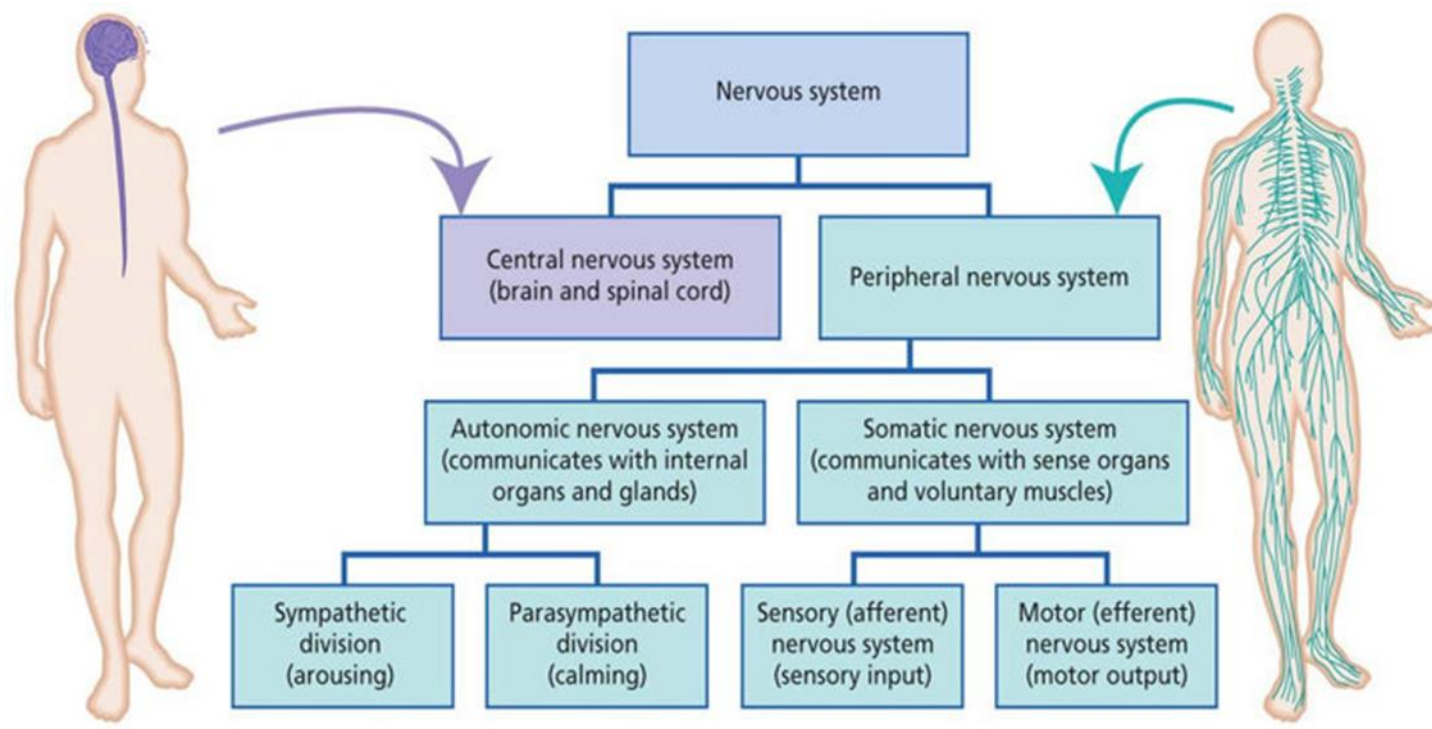 Nervous system
Central nervous system
(brain and spinal cord)
Peripheral nervous system
Autonomic nervous system
(communicates with internal
organs and glands)
Somatic nervous system
(communicates with sense organs
and voluntary muscles)
Sympathetic
division
(arousing)
Parasympathetic
division
(calming)
Sensory (afferent)
nervous system
(sensory input)
Motor (efferent)
nervous system
(motor output)